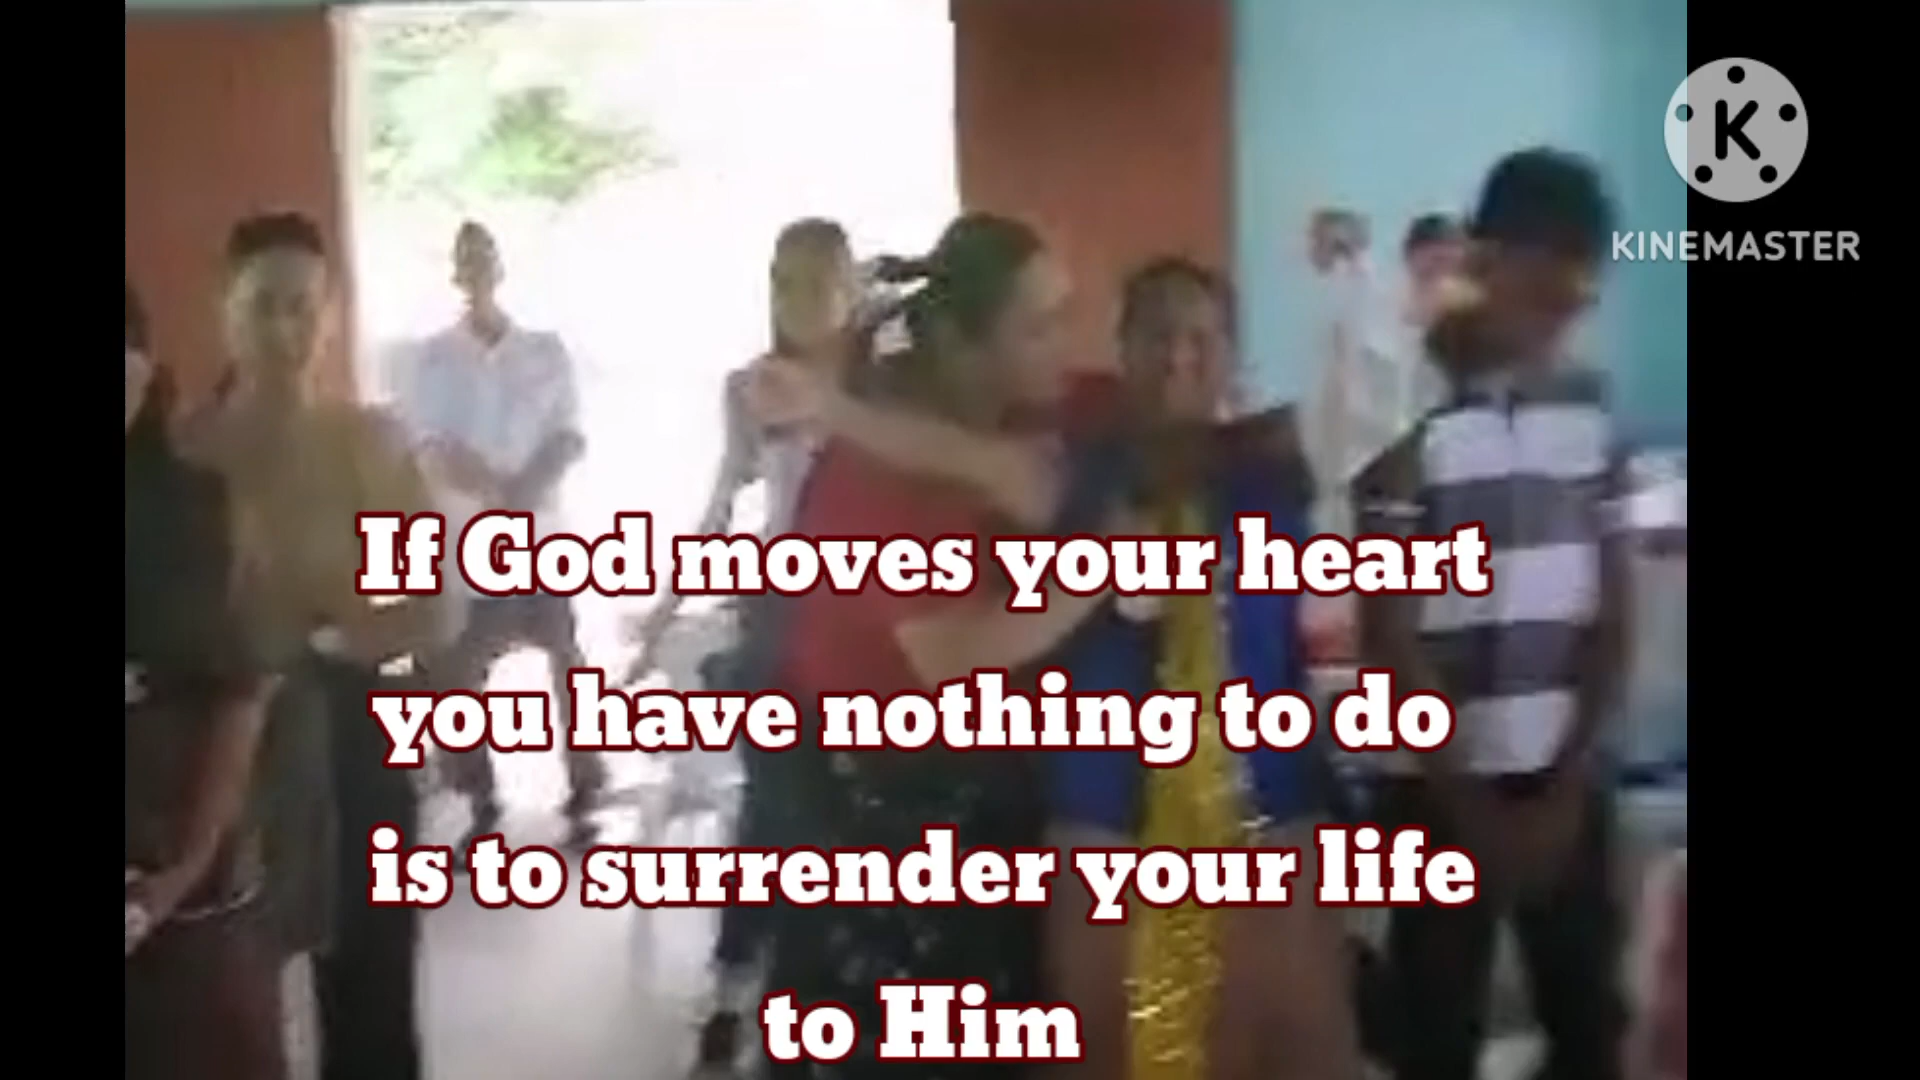 K
KINEMASTER
If God moves your heart
you have nothing to do
is to surrender your life
to Him